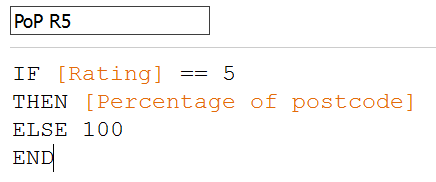 PoP R5
IF [Rating] == 5
THEN [Percentage of postcode]
ELSE 100
END